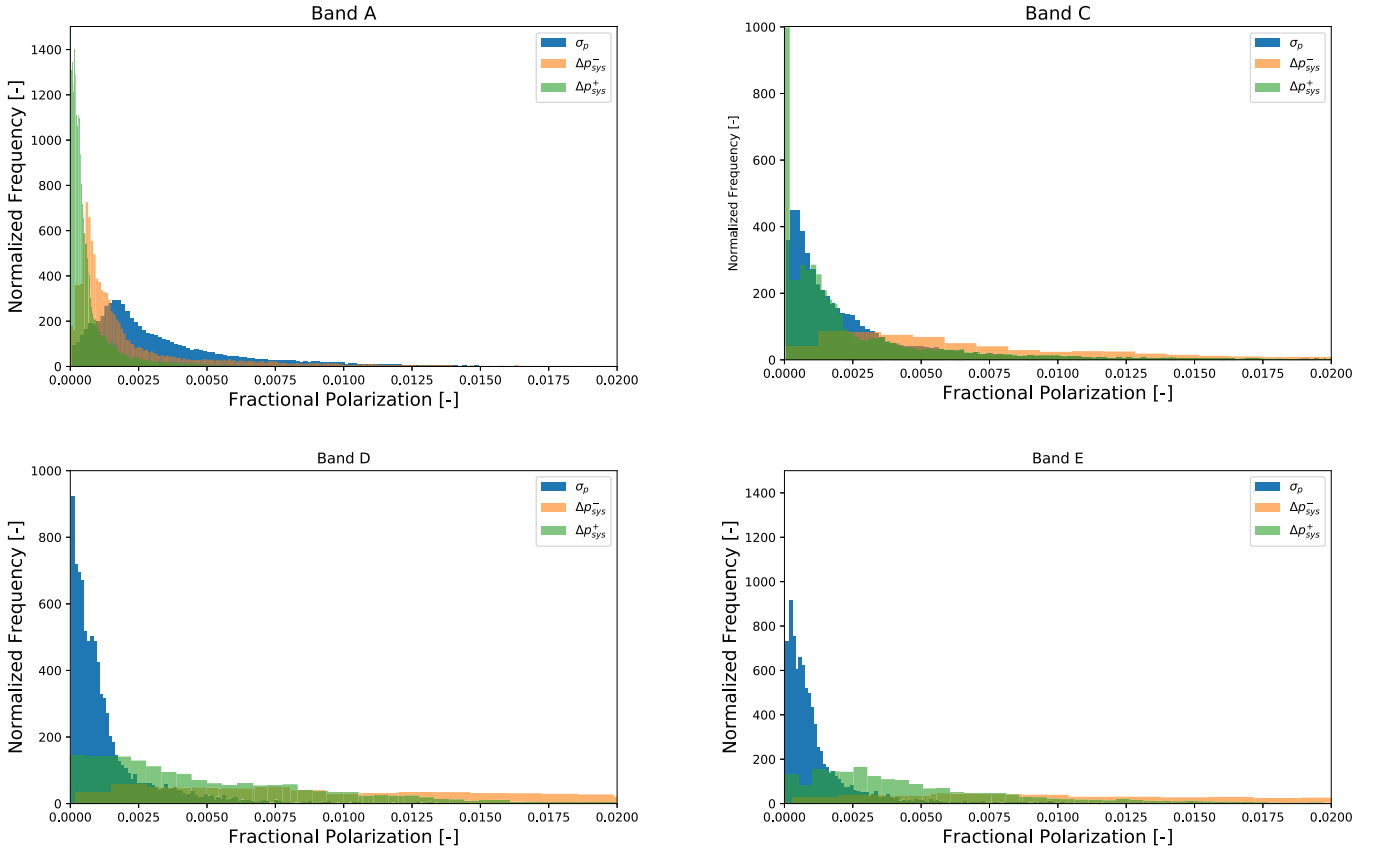 Band A
Normalized Frequency [-]
1400
1200
1000
800
600
400
200
0
σp
Δp−sys
Δp+sys
0.0000 0.0025 0.0050 0.0075 0.0100 0.0125 0.0150 0.0175 0.0200
Fractional Polarization [-]
Band C
Normalized Frequency [-]
1000
800
600
400
200
0
σp
Δp−sys
Δp+sys
0.0000 0.0025 0.0050 0.0075 0.0100 0.0125 0.0150 0.0175 0.0200
Fractional Polarization [-]
Band D
Normalized Frequency [-]
1000
800
600
400
200
0
σp
Δp−sys
Δp+sys
0.0000 0.0025 0.0050 0.0075 0.0100 0.0125 0.0150 0.0175 0.0200
Fractional Polarization [-]
Band E
Normalized Frequency [-]
1400
1200
1000
800
600
400
200
0
σp
Δp−sys
Δp+sys
0.0000 0.0025 0.0050 0.0075 0.0100 0.0125 0.0150 0.0175 0.0200
Fractional Polarization [-]